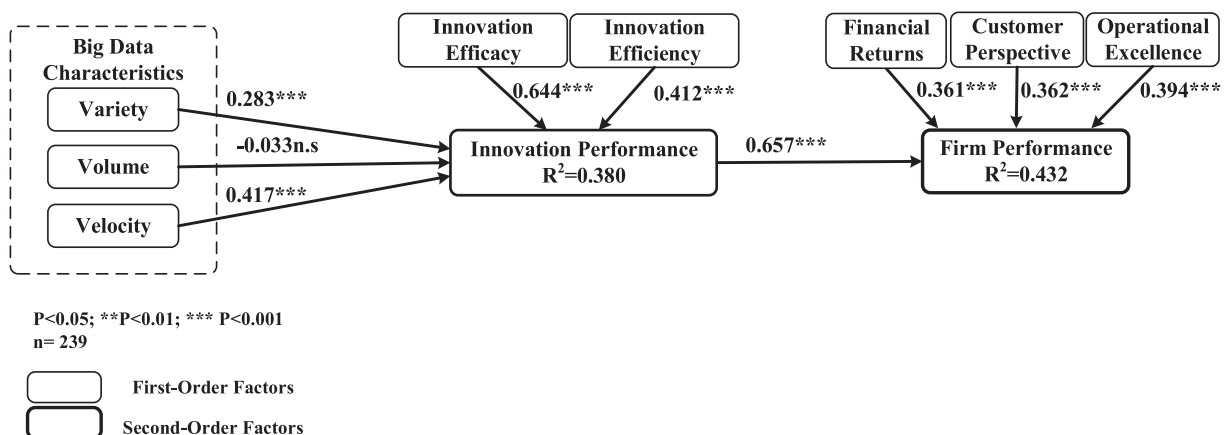 Big Data
Characteristics
Variety
Volume
Velocity
0.283***
-0.033n.s
0.417***
Innovation
Efficacy
Innovation
Efficiency
0.644***
0.412***
Innovation Performance
R²=0.380
0.657***
Financial
Returns
Customer
Perspective
Operational
Excellence
0.361***
0.362***
0.394***
Firm Performance
R²=0.432
P<0.05; **P<0.01; *** P<0.001
n= 239
First-Order Factors
Second-Order Factors